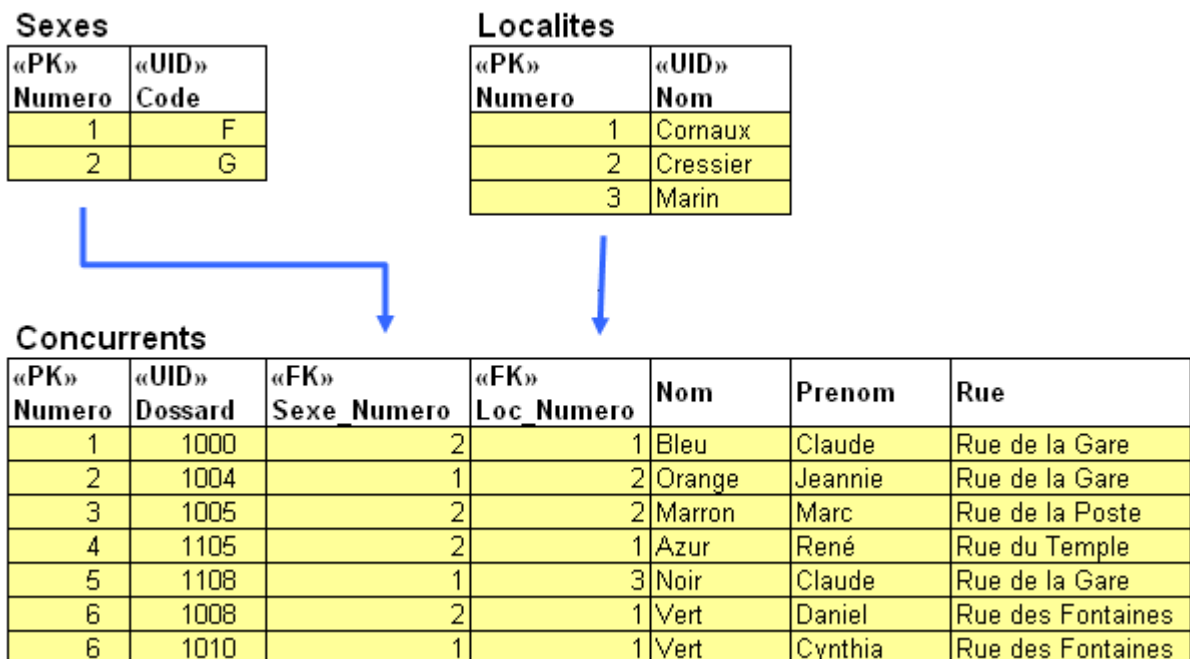 Sexes
«PK» «UID»
Numero Code
1 F
2 G
Localites
«PK» «UID»
Numero Nom
1 Cornaux
2 Cressier
3 Marin
Concurrents
«PK» «UID» «FK» «FK»
Numero Dossard Sexe_Numero Loc_Numero Nom Prenom Rue
1 1000 2 1 Bleu Claude Rue de la Gare
2 1004 1 2 Orange Jeannie Rue de la Gare
3 1005 2 2 Marron Marc Rue de la Poste
4 1105 2 1 Azur René Rue du Temple
5 1108 1 3 Noir Claude Rue de la Gare
6 1008 2 1 Vert Daniel Rue des Fontaines
6 1010 1 1 Vert Cynthia Rue des Fontaines